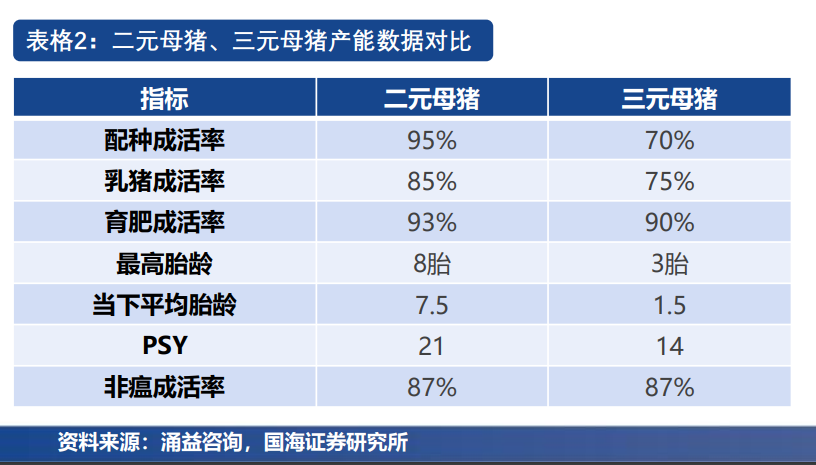 表格2：二元母猪、三元母猪产能数据对比
指标 二元母猪 三元母猪
配种成活率 95% 70%
乳猪成活率 85% 75%
育肥成活率 93% 90%
最高胎龄 8胎 3胎
当下平均胎龄 7.5 1.5
PSY 21 14
非瘟成活率 87% 87%
资料来源：涌益咨询，国海证券研究所